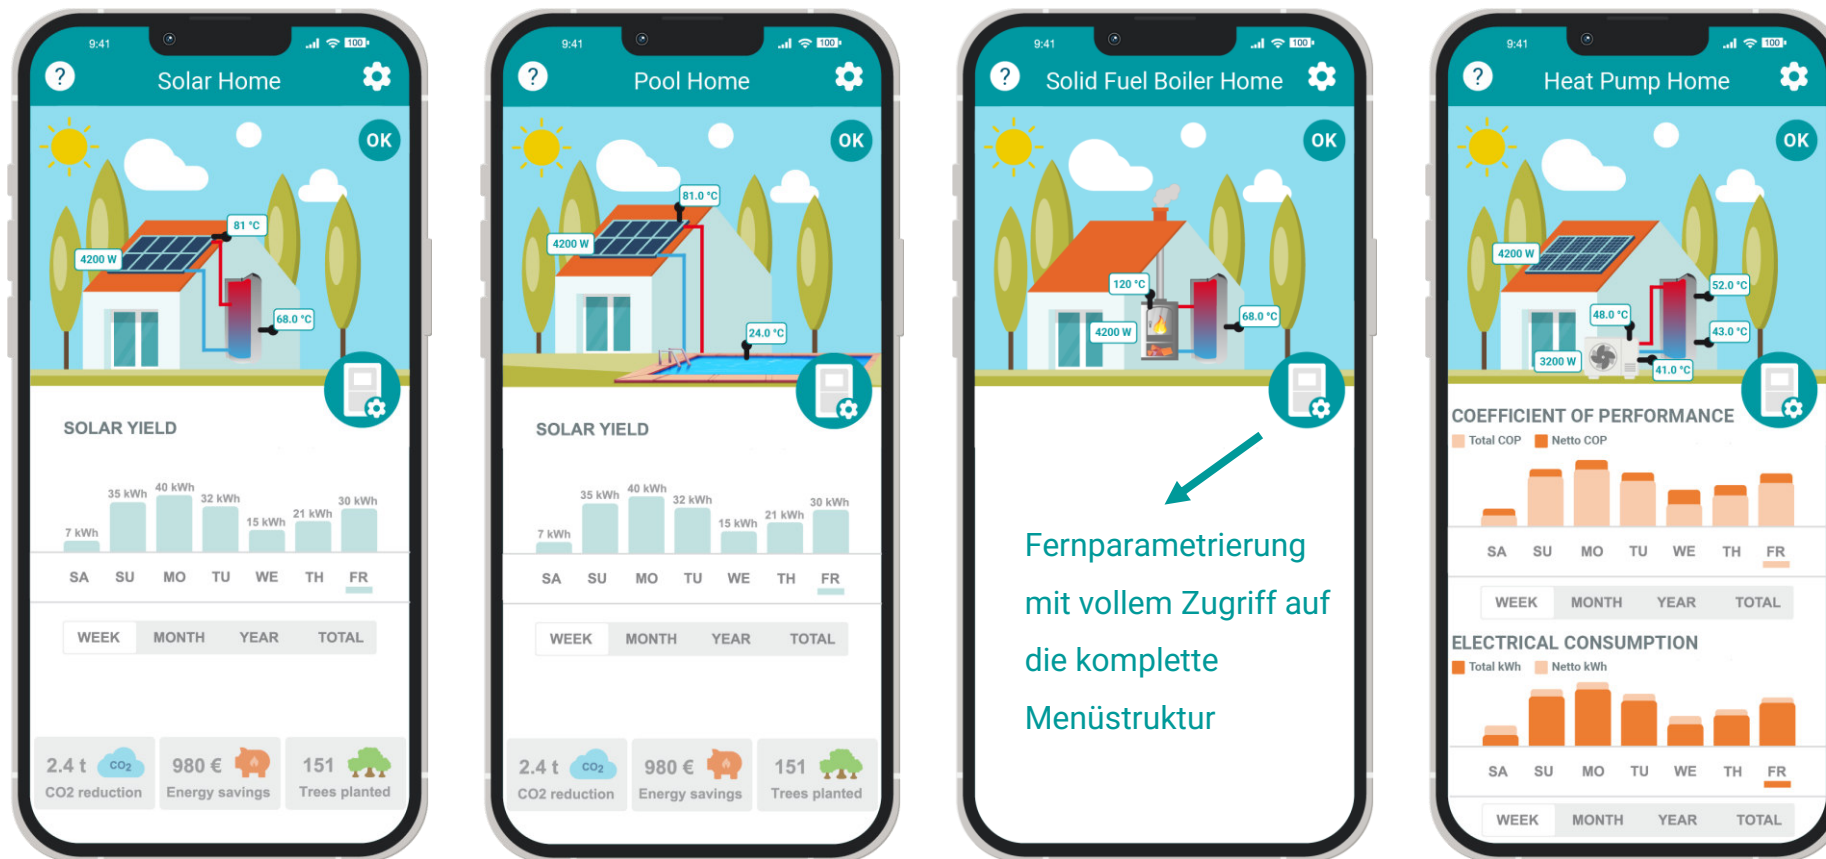 9:41
100
?
Solar Home
OK
81 °C
4200 W
68.0 °C
SOLAR YIELD
7 kWh
35 kWh
40 kWh
32 kWh
15 kWh
21 kWh
30 kWh
SA SU MO TU WE TH FR
WEEK MONTH YEAR TOTAL
2.4 t CO2
CO2 reduction
980 €
Energy savings
151
Trees planted
9:41
100
?
Pool Home
OK
81.0 °C
4200 W
24.0 °C
SOLAR YIELD
7 kWh
35 kWh
40 kWh
32 kWh
15 kWh
21 kWh
30 kWh
SA SU MO TU WE TH FR
WEEK MONTH YEAR TOTAL
2.4 t CO2
CO2 reduction
980 €
Energy savings
151
Trees planted
9:41
100
?
Solid Fuel Boiler Home
OK
120 °C
68.0 °C
4200 W
Fernparametrierung
mit vollem Zugriff auf
die komplette
Menüstruktur
9:41
100
?
Heat Pump Home
OK
4200 W
52.0 °C
48.0 °C
43.0 °C
3200 W
41.0 °C
COEFFICIENT OF PERFORMANCE
Total COP Netto COP
SA SU MO TU WE TH FR
WEEK MONTH YEAR TOTAL
ELECTRICAL CONSUMPTION
Total kWh Netto kWh
SA SU MO TU WE TH FR
WEEK MONTH YEAR TOTAL